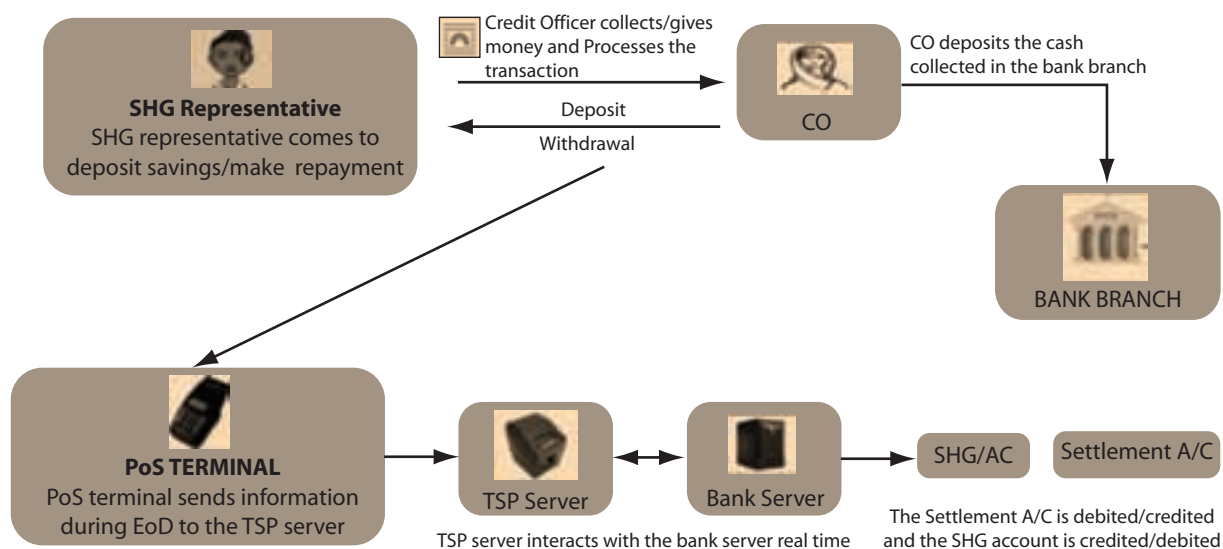 Credit Officer collects/gives
money and Processes the
transaction
SHG Representative
SHG representative comes to
deposit savings/make repayment
Deposit
Withdrawal
CO
CO deposits the cash
collected in the bank branch
BANK BRANCH
PoS TERMINAL
PoS terminal sends information
during EoD to the TSP server
TSP Server
Bank Server
TSP server interacts with the bank server real time
SHG/AC
Settlement A/C
The Settlement A/C is debited/credited
and the SHG account is credited/debited